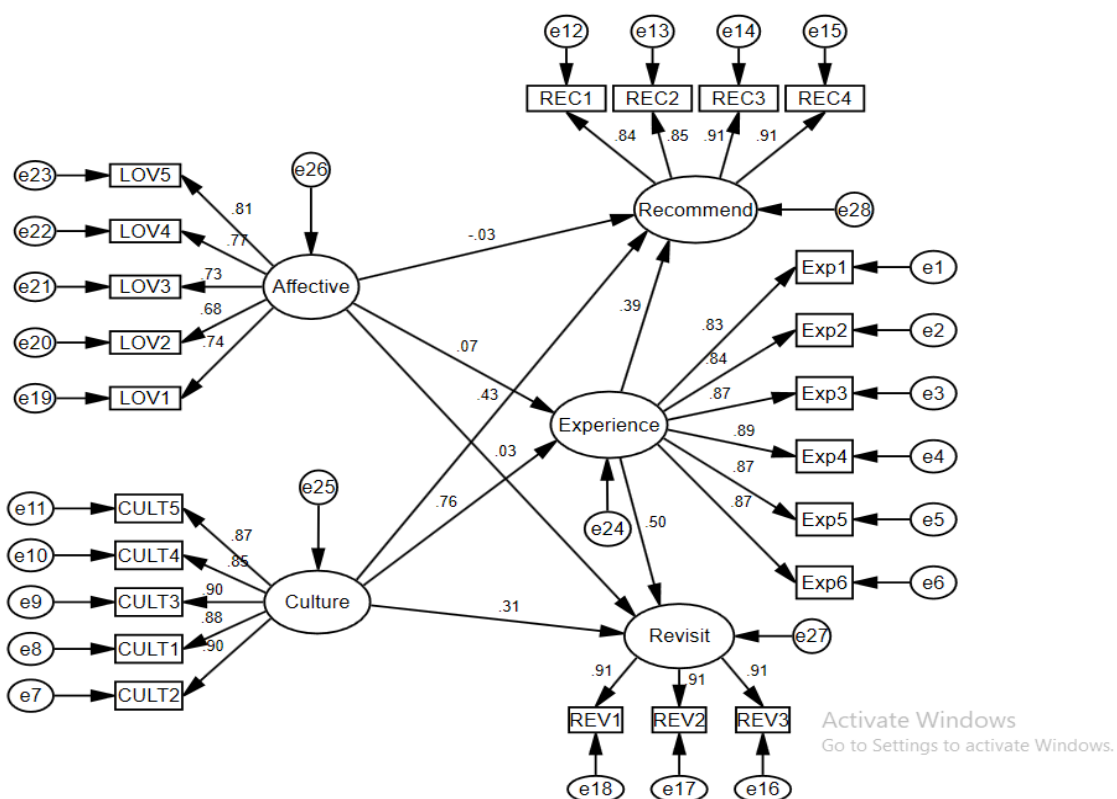 e12 e13 e14 e15
REC1 REC2 REC3 REC4
.84 .85 .91 .91
e23 LOV5 e26
Recommend e28
.81
e22 LOV4
.77 -.03
e21 LOV3 .73 Affective
Exp1 e1
.68
e20 LOV2
.39
.83
Exp2 e2
.74
.07
.84
e19 LOV1
Exp3 e3
.87
.43
Experience
.89
Exp4 e4
.03
.87
e25
.76
e11 CULT5
.50
.87
Exp5 e5
e24
.87
e10 CULT4
.85
Exp6 e6
e9 CULT3 .90 Culture
.31
.88
Revisit e27
e8 CULT1
.90
.91 .91 .91
e7 CULT2
REV1 REV2 REV3
Activate Windows
Go to Settings to activate Windows.
e18 e17 e16